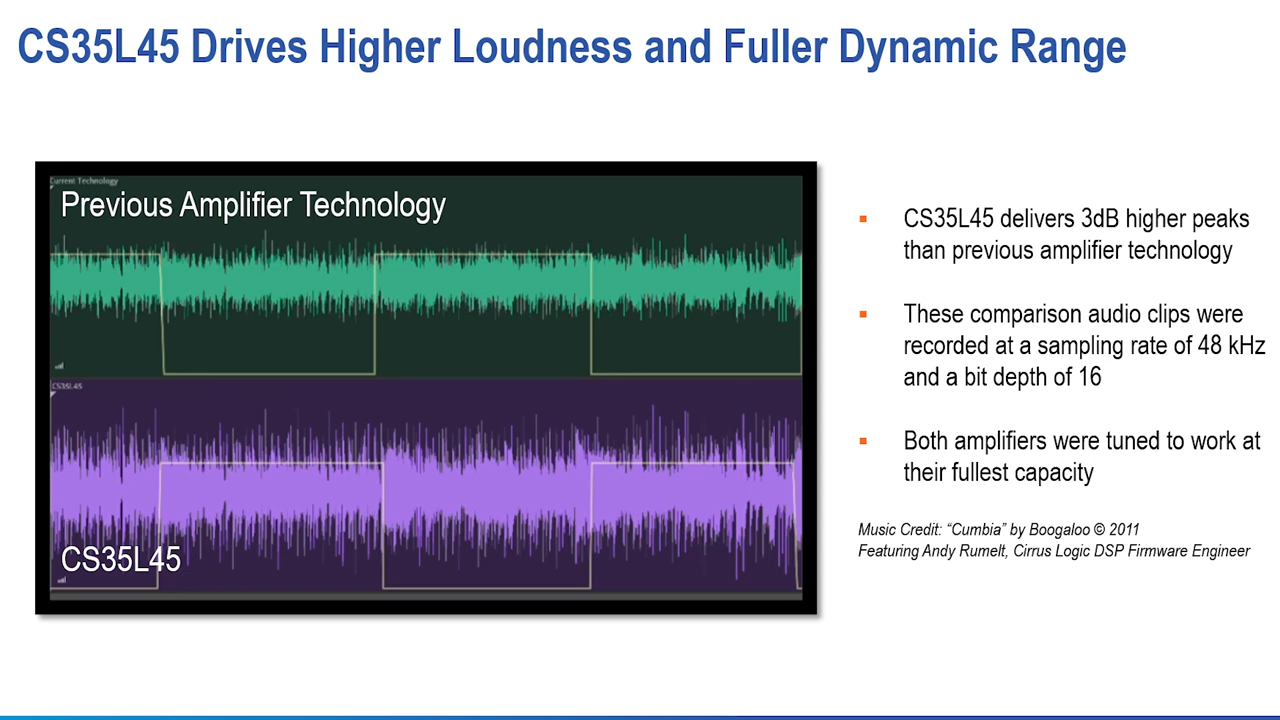 CS35L45 Drives Higher Loudness and Fuller Dynamic Range
Current Technology
Previous Amplifier Technology
CS35L45
CS35L45
▪ CS35L45 delivers 3dB higher peaks
than previous amplifier technology
▪ These comparison audio clips were
recorded at a sampling rate of 48 kHz
and a bit depth of 16
▪ Both amplifiers were tuned to work at
their fullest capacity
Music Credit: “Cumbia” by Boogaloo © 2011
Featuring Andy Rumelt, Cirrus Logic DSP Firmware Engineer